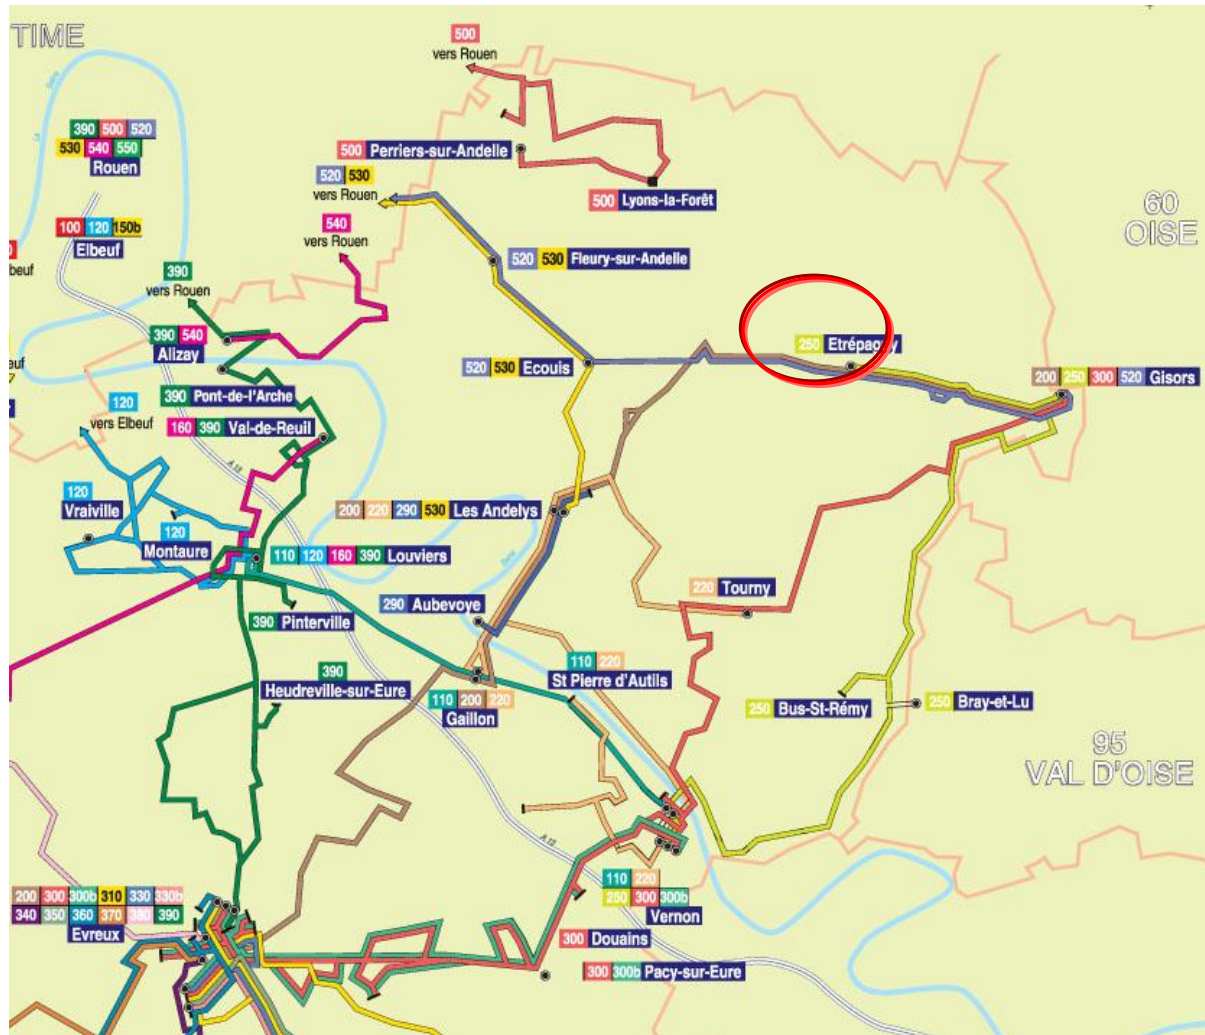 TIME
500
vers Rouen
390 500 520
530 540 550
Rouen
500 Perriers-sur-Andelle
520 530
vers Rouen
500 Lyons-la-Forêt
60
OISE
100 120 150b
Elbeuf
540
vers Rouen
beuf
520 530 Fleury-sur-Andelle
390
vers Rouen
390 540
Alizay
250 Etrépagny
520 530 Ecouis
200 250 300 520 Gisors
390 Pont-de-l'Arche
120
vers Elbeuf
160 390 Val-de-Reuil
A 13
120
Vraiville
200 220 290 530 Les Andelys
120
Montaure
110 120 160 390 Louviers
Seine
220 Tourny
290 Aubevoye
390 Pinterville
110 220
St Pierre d'Autils
390
Heudreville-sur-Eure
110 200 220
Gaillon
250 Bus-St-Rémy
250 Bray-et-Lu
95
VAL D'OISE
A 13
110 220
250 300 300b
Vernon
200 300 300b 310 330 330b
340 350 360 370 380 390
Evreux
300 Douains
300 300b Pacy-sur-Eure